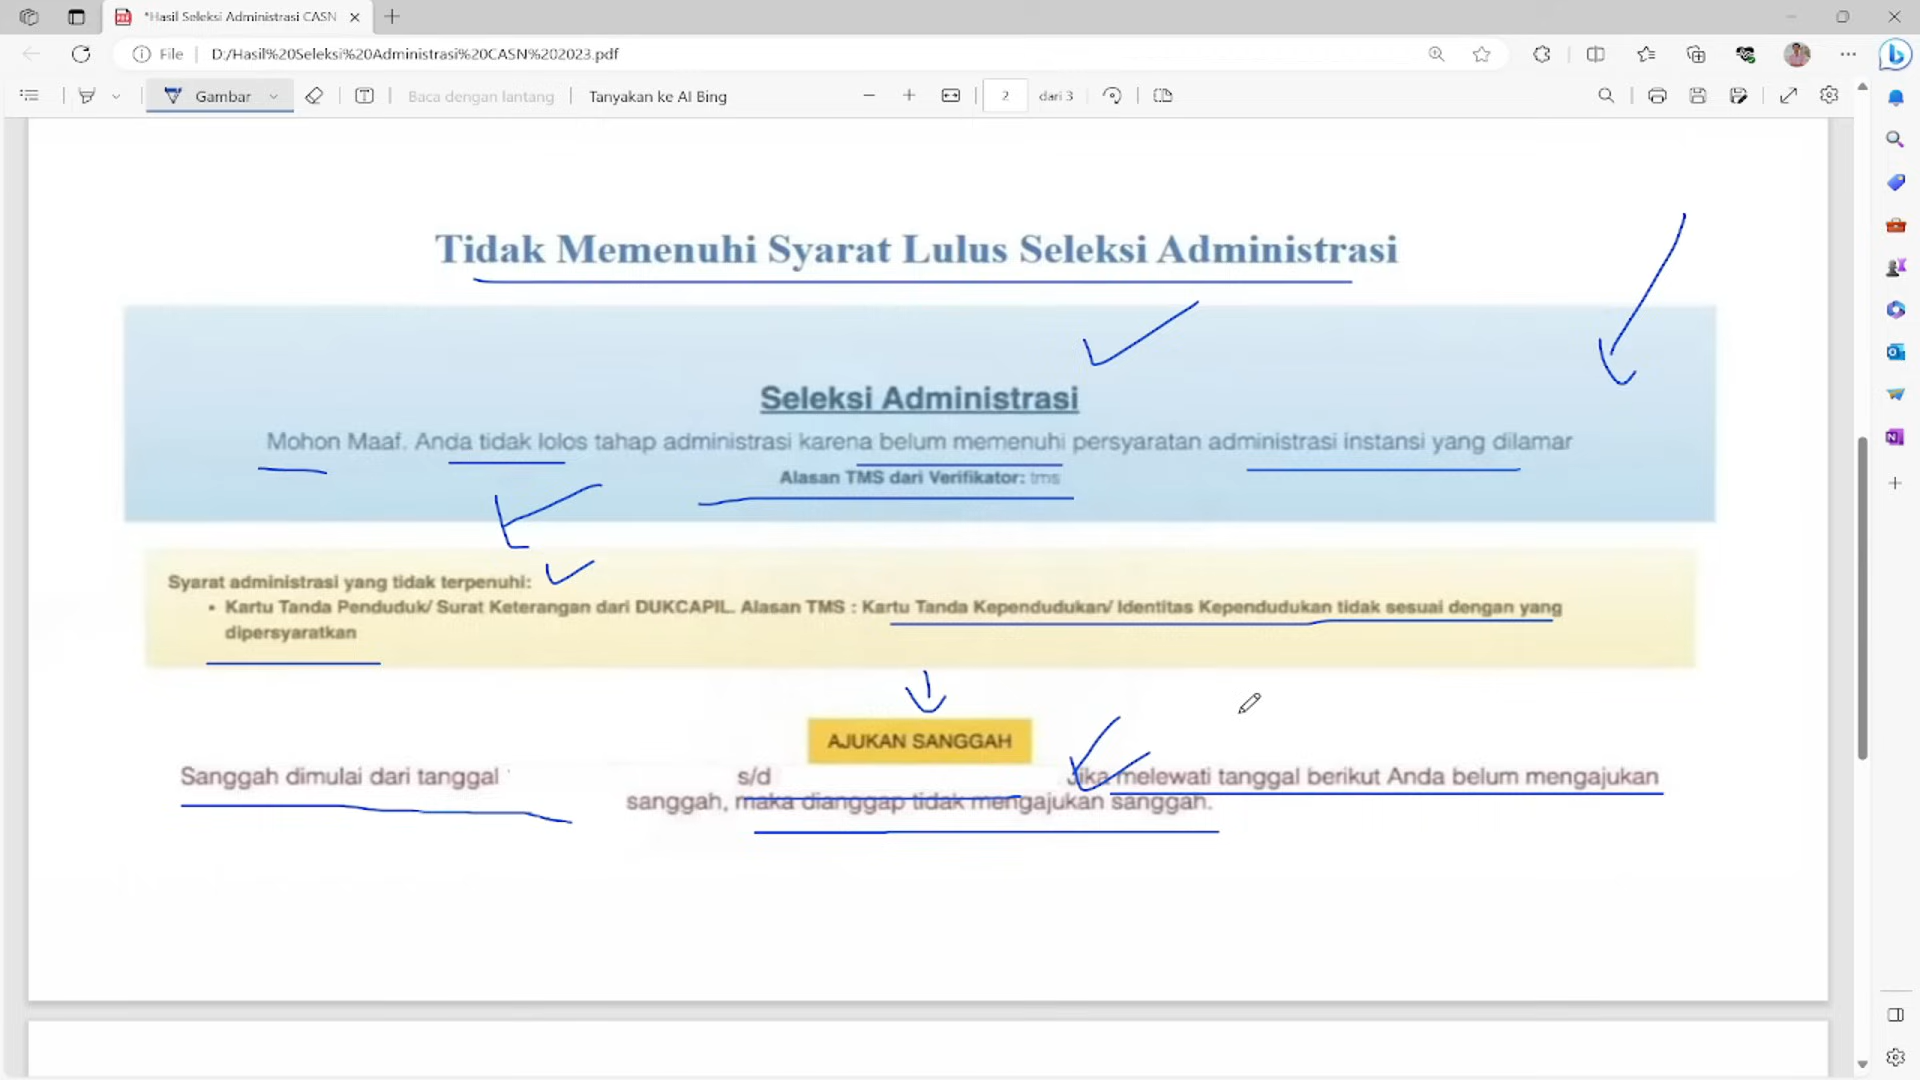 *Hasil Seleksi Administrasi CASN
File
D:/Hasil%20Seleksi%20Administrasi%20CASN%202023.pdf
Gambar
Baca dengan lantang
Tanyakan ke AI Bing
2
dari 3
Tidak Memenuhi Syarat Lulus Seleksi Administrasi
Seleksi Administrasi
Mohon Maaf. Anda tidak lolos tahap administrasi karena belum memenuhi persyaratan administrasi instansi yang dilamar
Alasan TMS dari Verifikator: tms
Syarat administrasi yang tidak terpenuhi:
• Kartu Tanda Penduduk/ Surat Keterangan dari DUKCAPIL. Alasan TMS : Kartu Tanda Kependudukan/ Identitas Kependudukan tidak sesuai dengan yang
dipersyaratkan
AJUKAN SANGGAH
Sanggah dimulai dari tanggal s/d Jika melewati tanggal berikut Anda belum mengajukan
sanggah, maka dianggap tidak mengajukan sanggah.